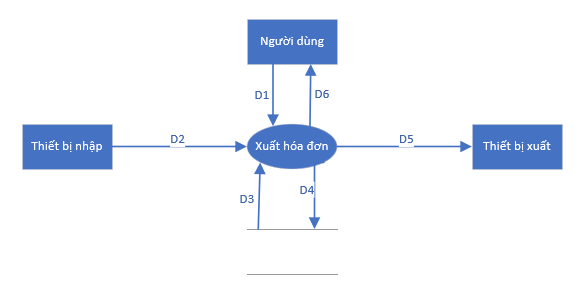 Người dùng
D1
D6
Thiết bị nhập
D2
Xuất hóa đơn
D5
Thiết bị xuất
D3
D4